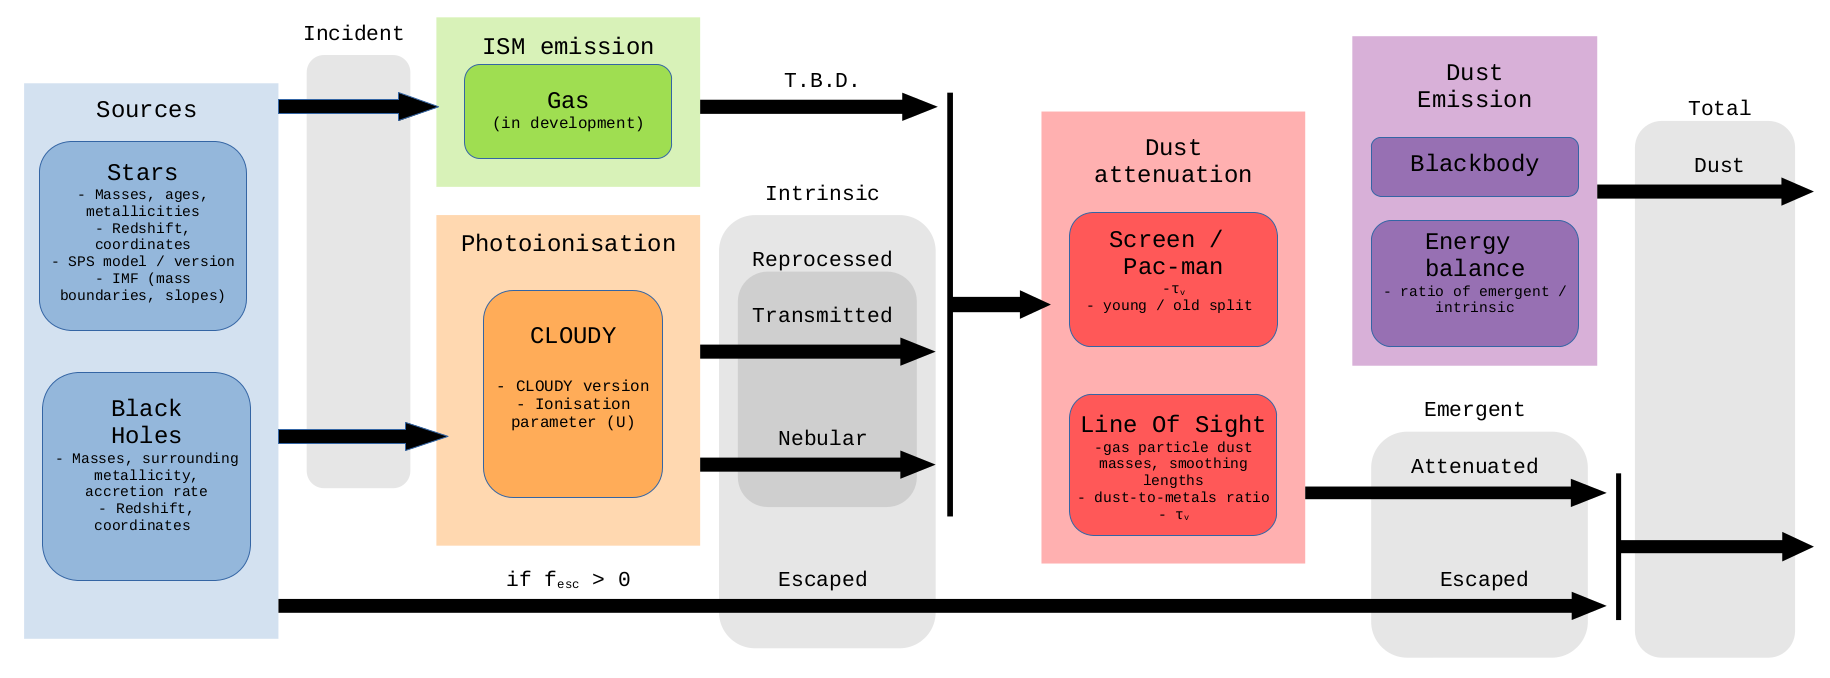 Sources
Stars
- Masses, ages,
metallicities
- Redshift,
coordinates
- SPS model / version
- IMF (mass
boundaries, slopes)
Black
Holes
- Masses, surrounding
metallicity,
accretion rate
- Redshift,
coordinates
Incident
ISM emission
Gas
(in development)
Photoionisation
CLOUDY
- CLOUDY version
- Ionisation
parameter (U)
if fesc > 0
T.B.D.
Intrinsic
Reprocessed
Transmitted
Nebular
Escaped
Dust
attenuation
Screen /
Pac-man
-τᵥ
- young / old split
Line Of Sight
-gas particle dust
masses, smoothing
lengths
- dust-to-metals ratio
- τᵥ
Dust
Emission
Blackbody
Energy
balance
- ratio of emergent /
intrinsic
Emergent
Attenuated
Escaped
Total
Dust